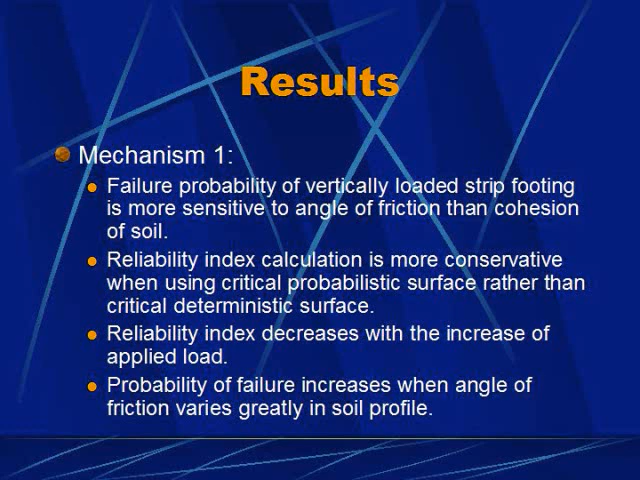 Results
Mechanism 1:
Failure probability of vertically loaded strip footing
is more sensitive to angle of friction than cohesion
of soil.
Reliability index calculation is more conservative
when using critical probabilistic surface rather than
critical deterministic surface.
Reliability index decreases with the increase of
applied load.
Probability of failure increases when angle of
friction varies greatly in soil profile.